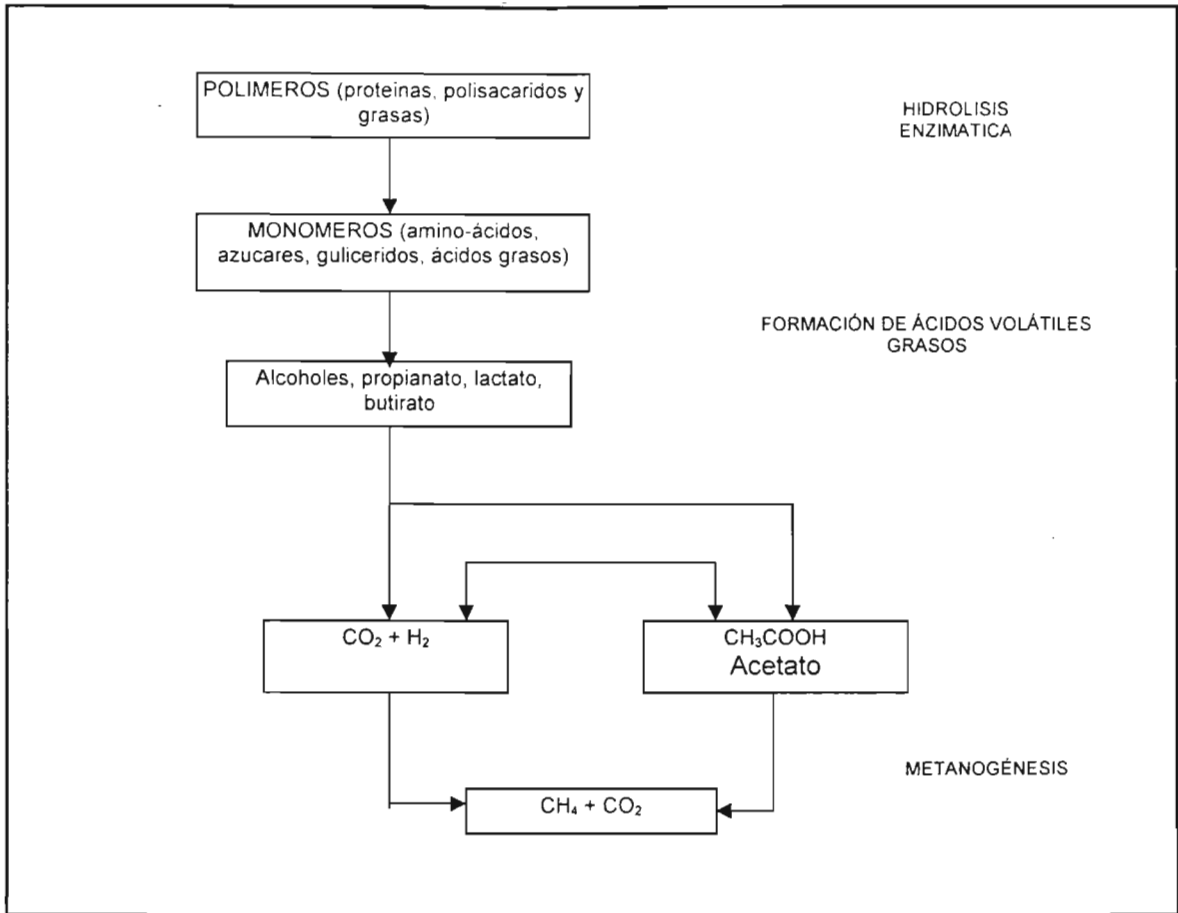 POLIMEROS (proteinas, polisacaridos y
grasas)
HIDROLISIS
ENZIMATICA
MONOMEROS (amino-ácidos,
azucares, guliceridos, ácidos grasos)
FORMACIÓN DE ÁCIDOS VOLÁTILES
GRASOS
Alcoholes, propianato, lactato,
butirato
CO₂ + H₂
CH₃COOH
Acetato
METANOGÉNESIS
CH₄ + CO₂